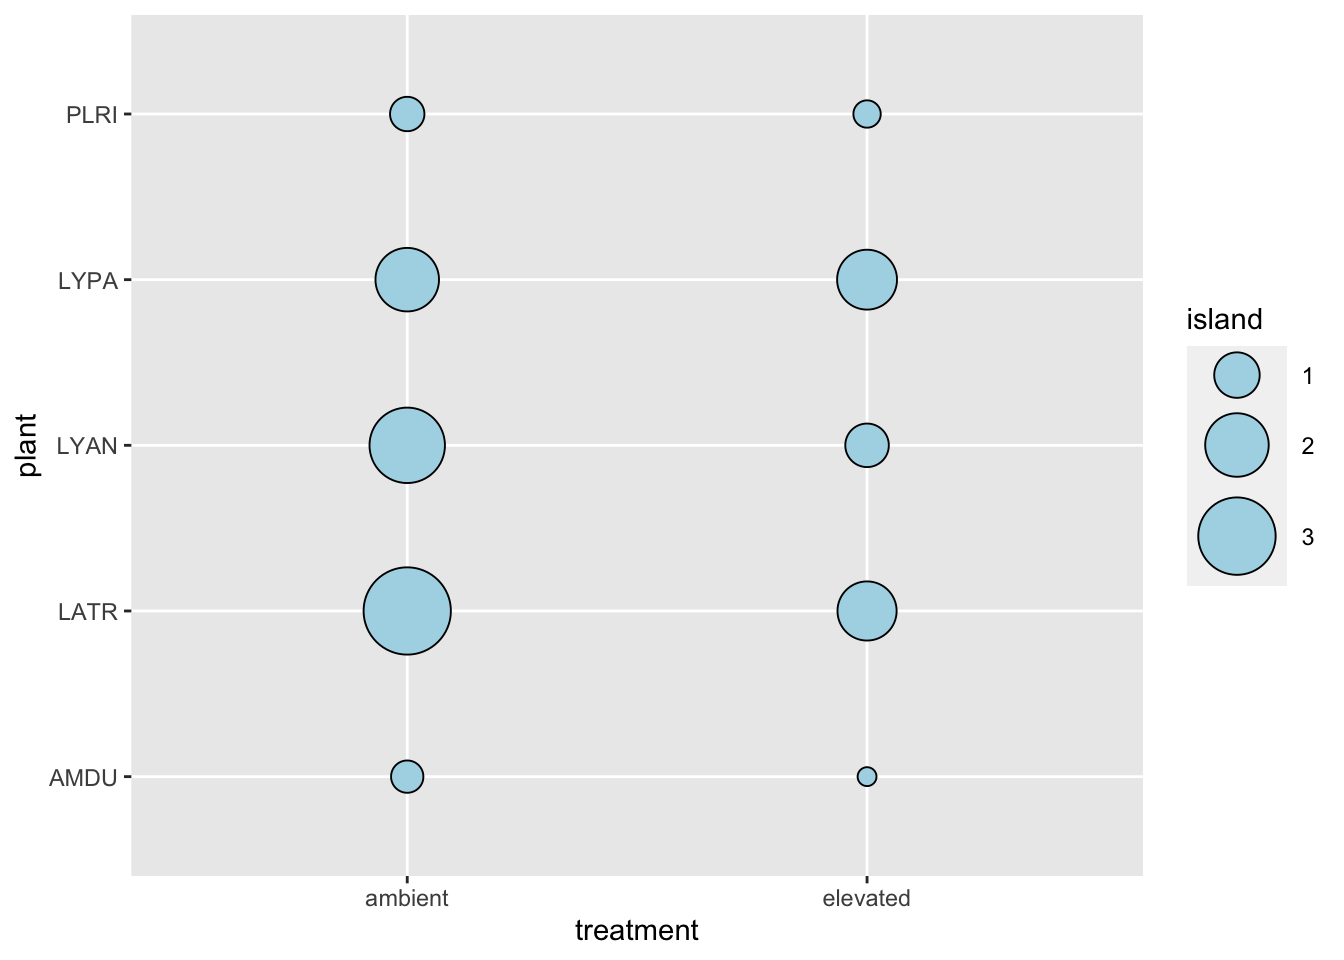 PLRI
LYPA
LYAN
LATR
AMDU
plant
ambient
elevated
treatment
island
1
2
3